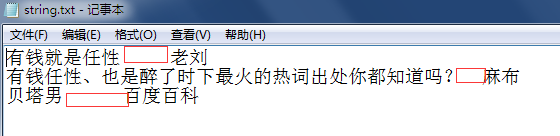 string.txt - 记事本
文件(F) 编辑(E) 格式(O) 查看(V) 帮助(H)
有钱就是任性 老刘
有钱任性、也是醉了时下最火的热词出处你都知道吗? 麻布
贝塔男 百度百科